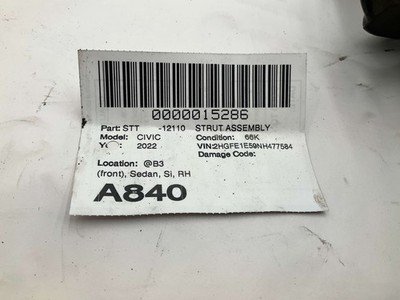 0000015286
Part: STT -12110 STRUT ASSEMBLY
Model: CIVIC Condition: 66K
2022 VIN:2HGFE1E59NH477584
Damage Code:
Location: @B3
(front), Sedan, Si, RH
A840